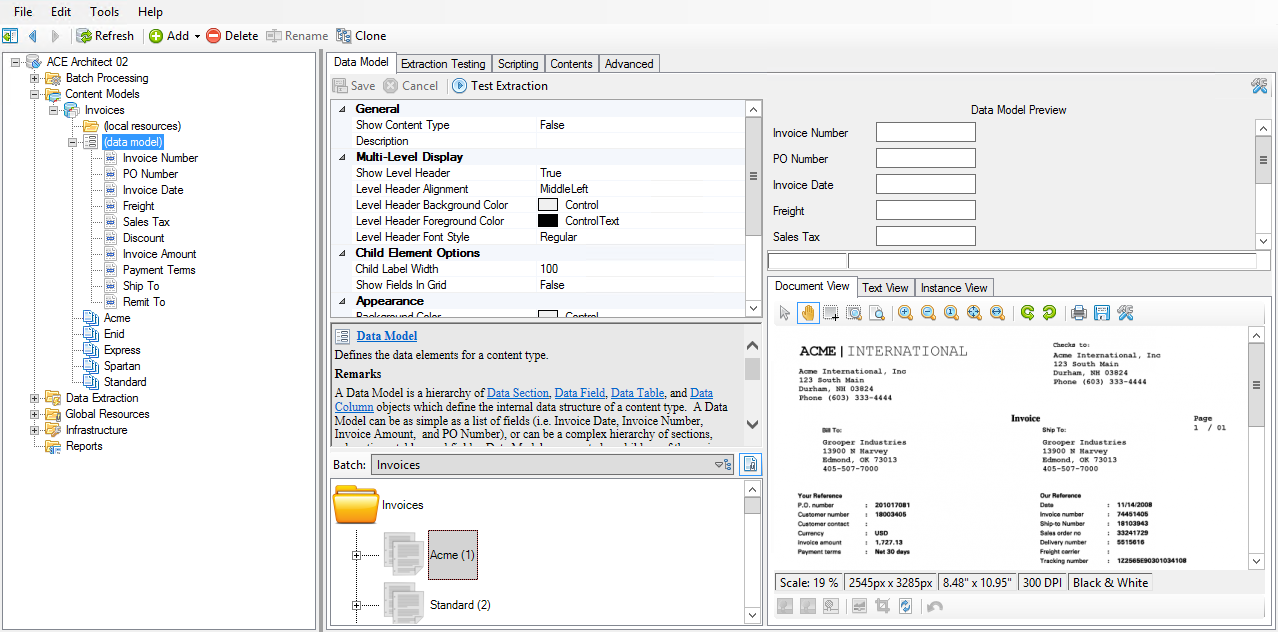 File Edit Tools Help
Refresh Add Delete Rename Clone
ACE Architect 02
Batch Processing
Content Models
Invoices
(local resources)
(data model)
Invoice Number
PO Number
Invoice Date
Freight
Sales Tax
Discount
Invoice Amount
Payment Terms
Ship To
Remit To
Acme
Enid
Express
Spartan
Standard
Data Extraction
Global Resources
Infrastructure
Reports
Data Model Extraction Testing Scripting Contents Advanced
Save Cancel Test Extraction
General
Show Content Type False
Description
Multi-Level Display
Show Level Header True
Level Header Alignment MiddleLeft
Level Header Background Color Control
Level Header Foreground Color ControlText
Level Header Font Style Regular
Child Element Options
Child Label Width 100
Show Fields In Grid False
Appearance
Background Color Control
Data Model
Defines the data elements for a content type.
Remarks
A Data Model is a hierarchy of Data Section, Data Field, Data Table, and Data
Column objects which define the internal data structure of a content type. A Data
Model can be as simple as a list of fields (i.e. Invoice Date, Invoice Number,
Invoice Amount, and PO Number), or can be a complex hierarchy of sections,
Batch: Invoices
Invoices
Acme (1)
Standard (2)
Data Model Preview
Invoice Number
PO Number
Invoice Date
Freight
Sales Tax
Document View Text View Instance View
ACME | INTERNATIONAL
Acme International, Inc
123 South Main
Durham, NH 03824
Phone (603) 333-4444
Checks to:
Acme International, Inc
123 South Main
Durham, NH 03824
Phone (603) 333-4444
Invoice
Page
1 / 01
Bill To:
Grooper Industries
13900 N Harvey
Edmond, OK 73013
405-507-7000
Ship To:
Grooper Industries
13900 N Harvey
Edmond, OK 73013
405-507-7000
Your Reference
P.O. number : 201017081
Customer number : 18003405
Customer contact :
Currency : USD
Invoice amount : 1,727.13
Payment terms : Net 30 days
Our Reference
Date : 11/14/2008
Invoice number : 74451405
Ship-to Number : 18103943
Sales order no : 33241729
Delivery number : 5515616
Freight carrier :
Tracking number : 1Z2565E90301034108
Scale: 19 % 2545px x 3285px 8.48" x 10.95" 300 DPI Black & White